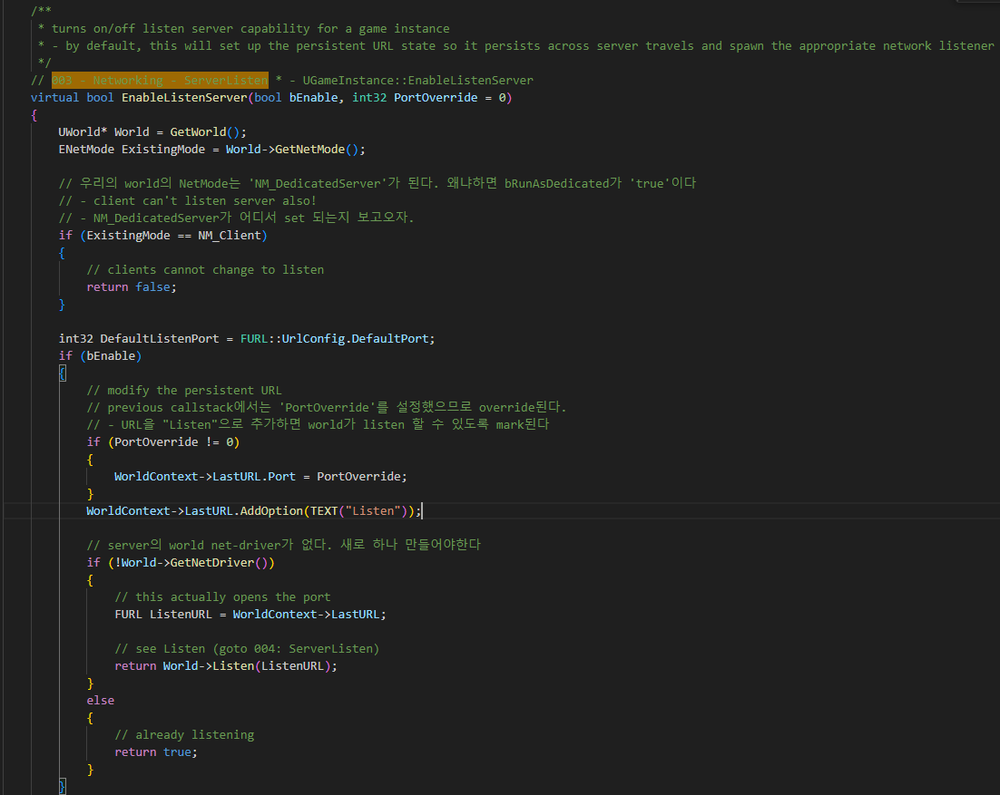 /**
* turns on/off listen server capability for a game instance
* - by default, this will set up the persistent URL state so it persists across server travels and spawn the appropriate network listener
*/
// 003 - Networking - ServerListen * - UGameInstance::EnableListenServer
virtual bool EnableListenServer(bool bEnable, int32 PortOverride = 0)
{
UWorld* World = GetWorld();
ENetMode ExistingMode = World->GetNetMode();
// 우리의 world의 NetMode는 'NM_DedicatedServer'가 된다. 왜냐하면 bRunAsDedicated가 'true'이다
// - client can't listen server also!
// - NM_DedicatedServer가 어디서 set 되는지 보고오자.
if (ExistingMode == NM_Client)
{
// clients cannot change to listen
return false;
}
int32 DefaultListenPort = FURL::UrlConfig.DefaultPort;
if (bEnable)
{
// modify the persistent URL
// previous callstack에서는 'PortOverride'를 설정했으므로 override된다.
// - URL을 "Listen"으로 추가하면 world가 listen 할 수 있도록 mark된다
if (PortOverride != 0)
{
WorldContext->LastURL.Port = PortOverride;
}
WorldContext->LastURL.AddOption(TEXT("Listen"));
// server의 world net-driver가 없다. 새로 하나 만들어야한다
if (!World->GetNetDriver())
{
// this actually opens the port
FURL ListenURL = WorldContext->LastURL;
// see Listen (goto 004: ServerListen)
return World->Listen(ListenURL);
}
else
{
// already listening
return true;
}
}